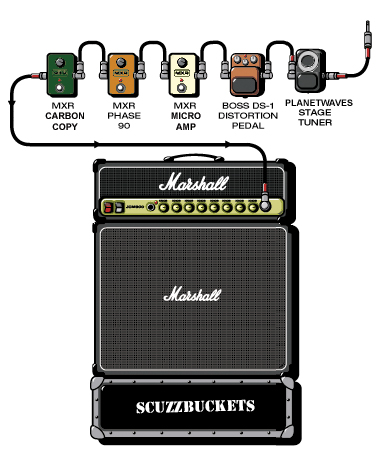 MXR CARBON COPY
MXR PHASE 90
MXR MICRO AMP
BOSS DS-1 DISTORTION PEDAL
PLANETWAVES STAGE TUNER
Marshall
JCM800
Marshall
SCUZZBUCKETS